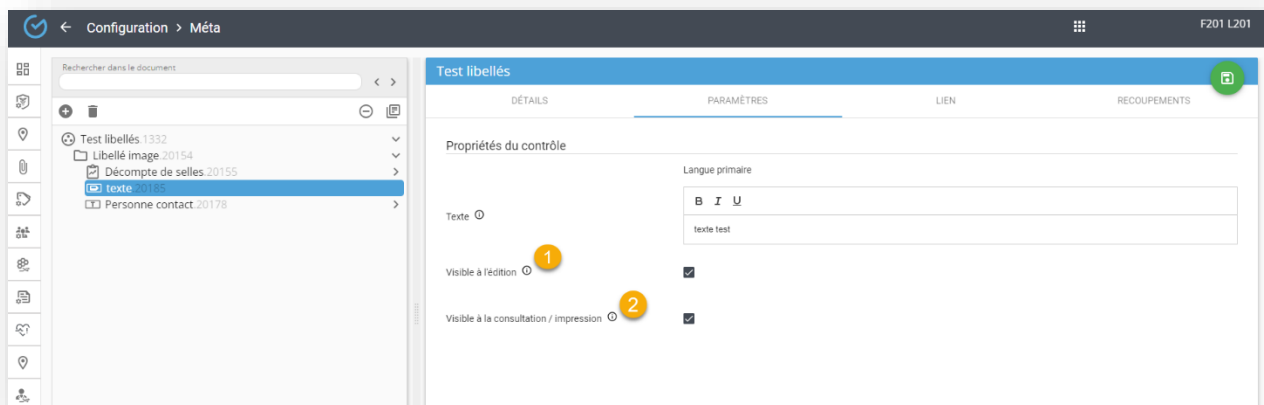 Configuration > Méta
F201 L201
Rechercher dans le document
Test libellés.1332
Libellé image.20154
Décompte de selles.20155
texte.20185
Personne contact.20178
Test libellés
DÉTAILS PARAMÈTRES LIEN RECOUPEMENTS
Propriétés du contrôle
Langue primaire
B I U
Texte
texte test
Visible à l'édition 1
Visible à la consultation / impression 2